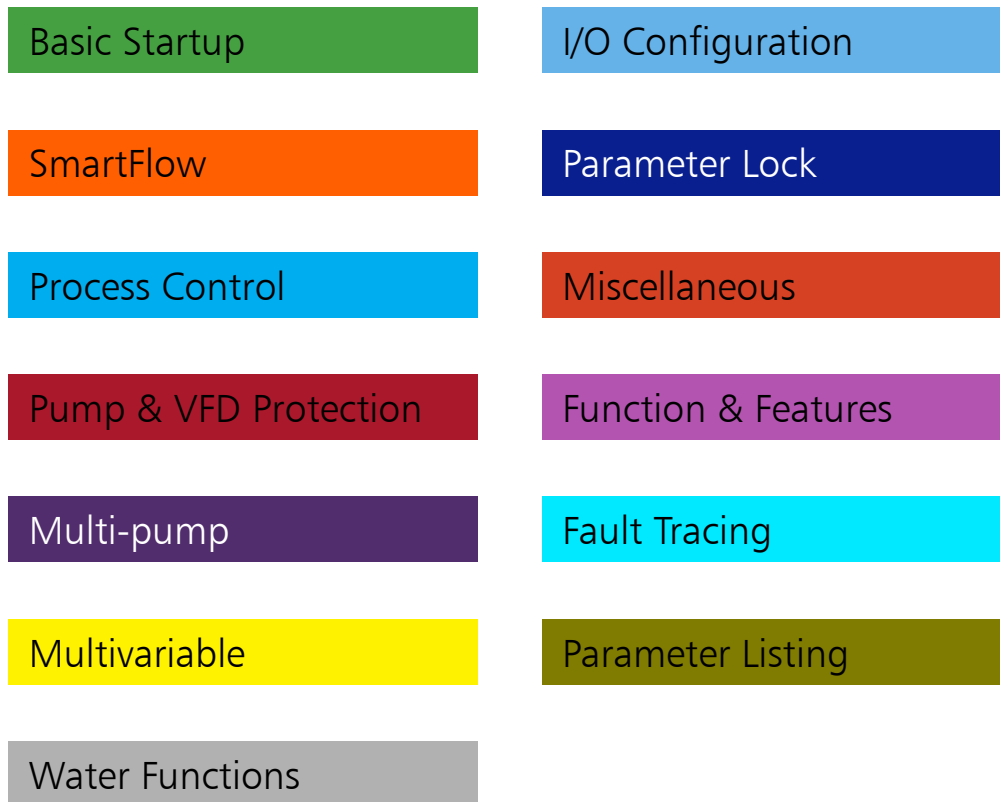 Basic Startup
SmartFlow
Process Control
Pump & VFD Protection
Multi-pump
Multivariable
Water Functions
I/O Configuration
Parameter Lock
Miscellaneous
Function & Features
Fault Tracing
Parameter Listing